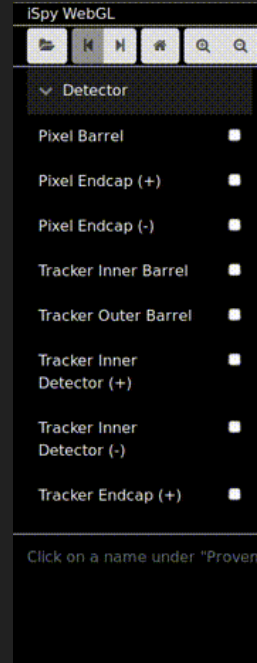 iSpy WebGL
Detector
Pixel Barrel
Pixel Endcap (+)
Pixel Endcap (-)
Tracker Inner Barrel
Tracker Outer Barrel
Tracker Inner
Detector (+)
Tracker Inner
Detector (-)
Tracker Endcap (+)
Click on a name under "Proven